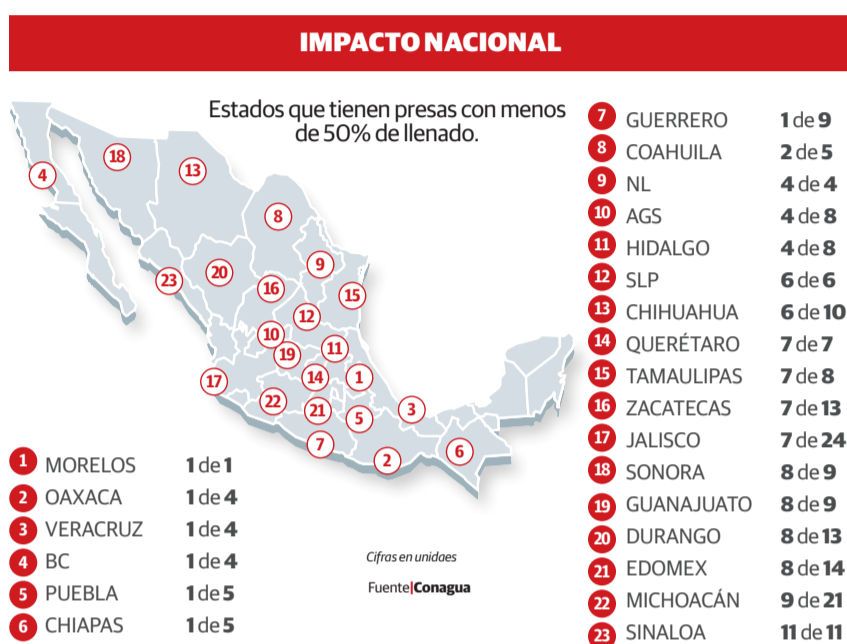 IMPACTO NACIONAL
Estados que tienen presas con menos
de 50% de llenado.
4
18
13
8
9
23
20
16
15
12
10
11
19
14
1
17
22
21
5
3
7
2
6
1 MORELOS 1 de 1
2 OAXACA 1 de 4
3 VERACRUZ 1 de 4
4 BC 1 de 4
5 PUEBLA 1 de 5
6 CHIAPAS 1 de 5
7 GUERRERO 1 de 9
8 COAHUILA 2 de 5
9 NL 4 de 4
10 AGS 4 de 8
11 HIDALGO 4 de 8
12 SLP 6 de 6
13 CHIHUAHUA 6 de 10
14 QUERÉTARO 7 de 7
15 TAMAULIPAS 7 de 8
16 ZACATECAS 7 de 13
17 JALISCO 7 de 24
18 SONORA 8 de 9
19 GUANAJUATO 8 de 9
20 DURANGO 8 de 13
21 EDOMEX 8 de 14
22 MICHOACÁN 9 de 21
23 SINALOA 11 de 11
Cifras en unidaes
Fuente|Conagua